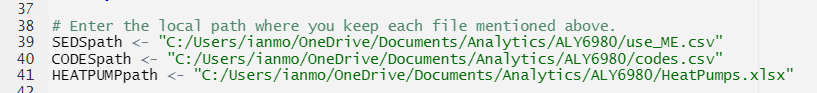 37
38 # Enter the local path where you keep each file mentioned above.
39 SEDSpath <- "C:/Users/ianmo/OneDrive/Documents/Analytics/ALY6980/use_ME.csv"
40 CODESpath <- "C:/Users/ianmo/OneDrive/Documents/Analytics/ALY6980/codes.csv"
41 HEATPUMPpath <- "C:/Users/ianmo/OneDrive/Documents/Analytics/ALY6980/HeatPumps.xlsx"
42